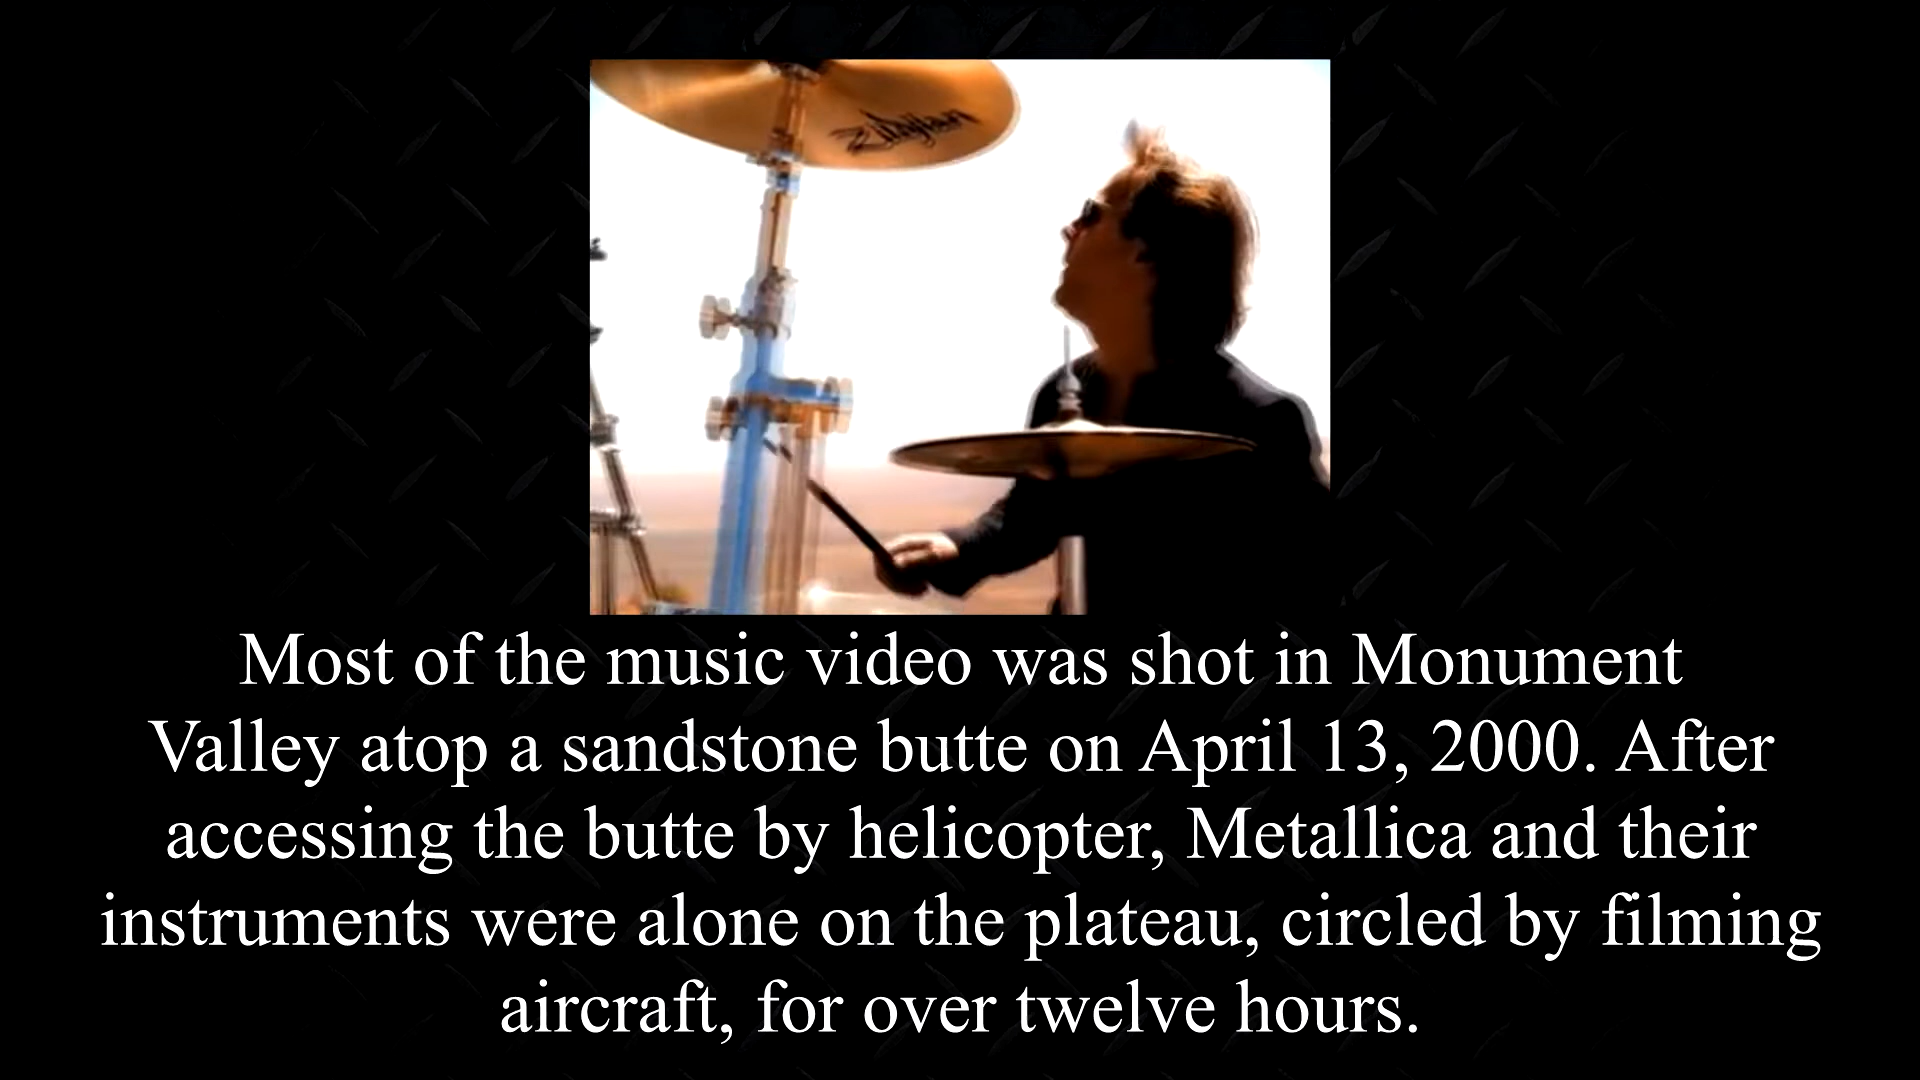 Zildjian
Most of the music video was shot in Monument
Valley atop a sandstone butte on April 13, 2000. After
accessing the butte by helicopter, Metallica and their
instruments were alone on the plateau, circled by filming
aircraft, for over twelve hours.